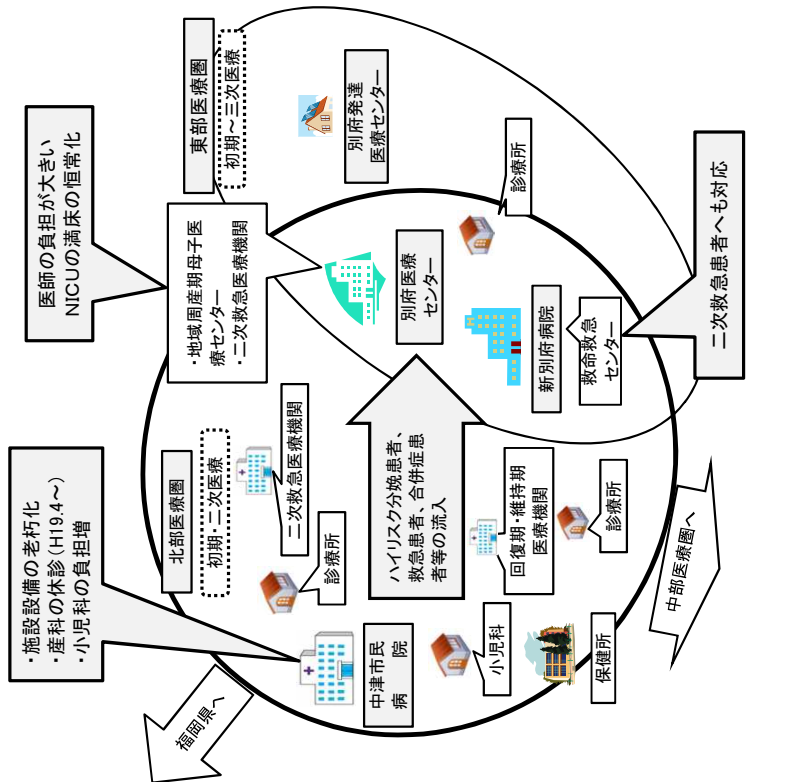 ・施設設備の老朽化
・産科の休診(H19.4～)
・小児科の負担増
医師の負担が大きい
NICUの満床の恒常化
福岡県へ
北部医療圏
初期・二次医療
東部医療圏
初期～三次医療
・地域周産期母子医
療センター
・二次救急医療機関
二次救急医療機関
診療所
中津市民
病　院
別府発達
医療センター
別府医療
センター
ハイリスク分娩患者、
救急患者、合併症患
者等の流入
小児科
回復期・維持期
医療機関
診療所
新別府病院
救命救急
センター
診療所
保健所
中部医療圏へ
二次救急患者へも対応